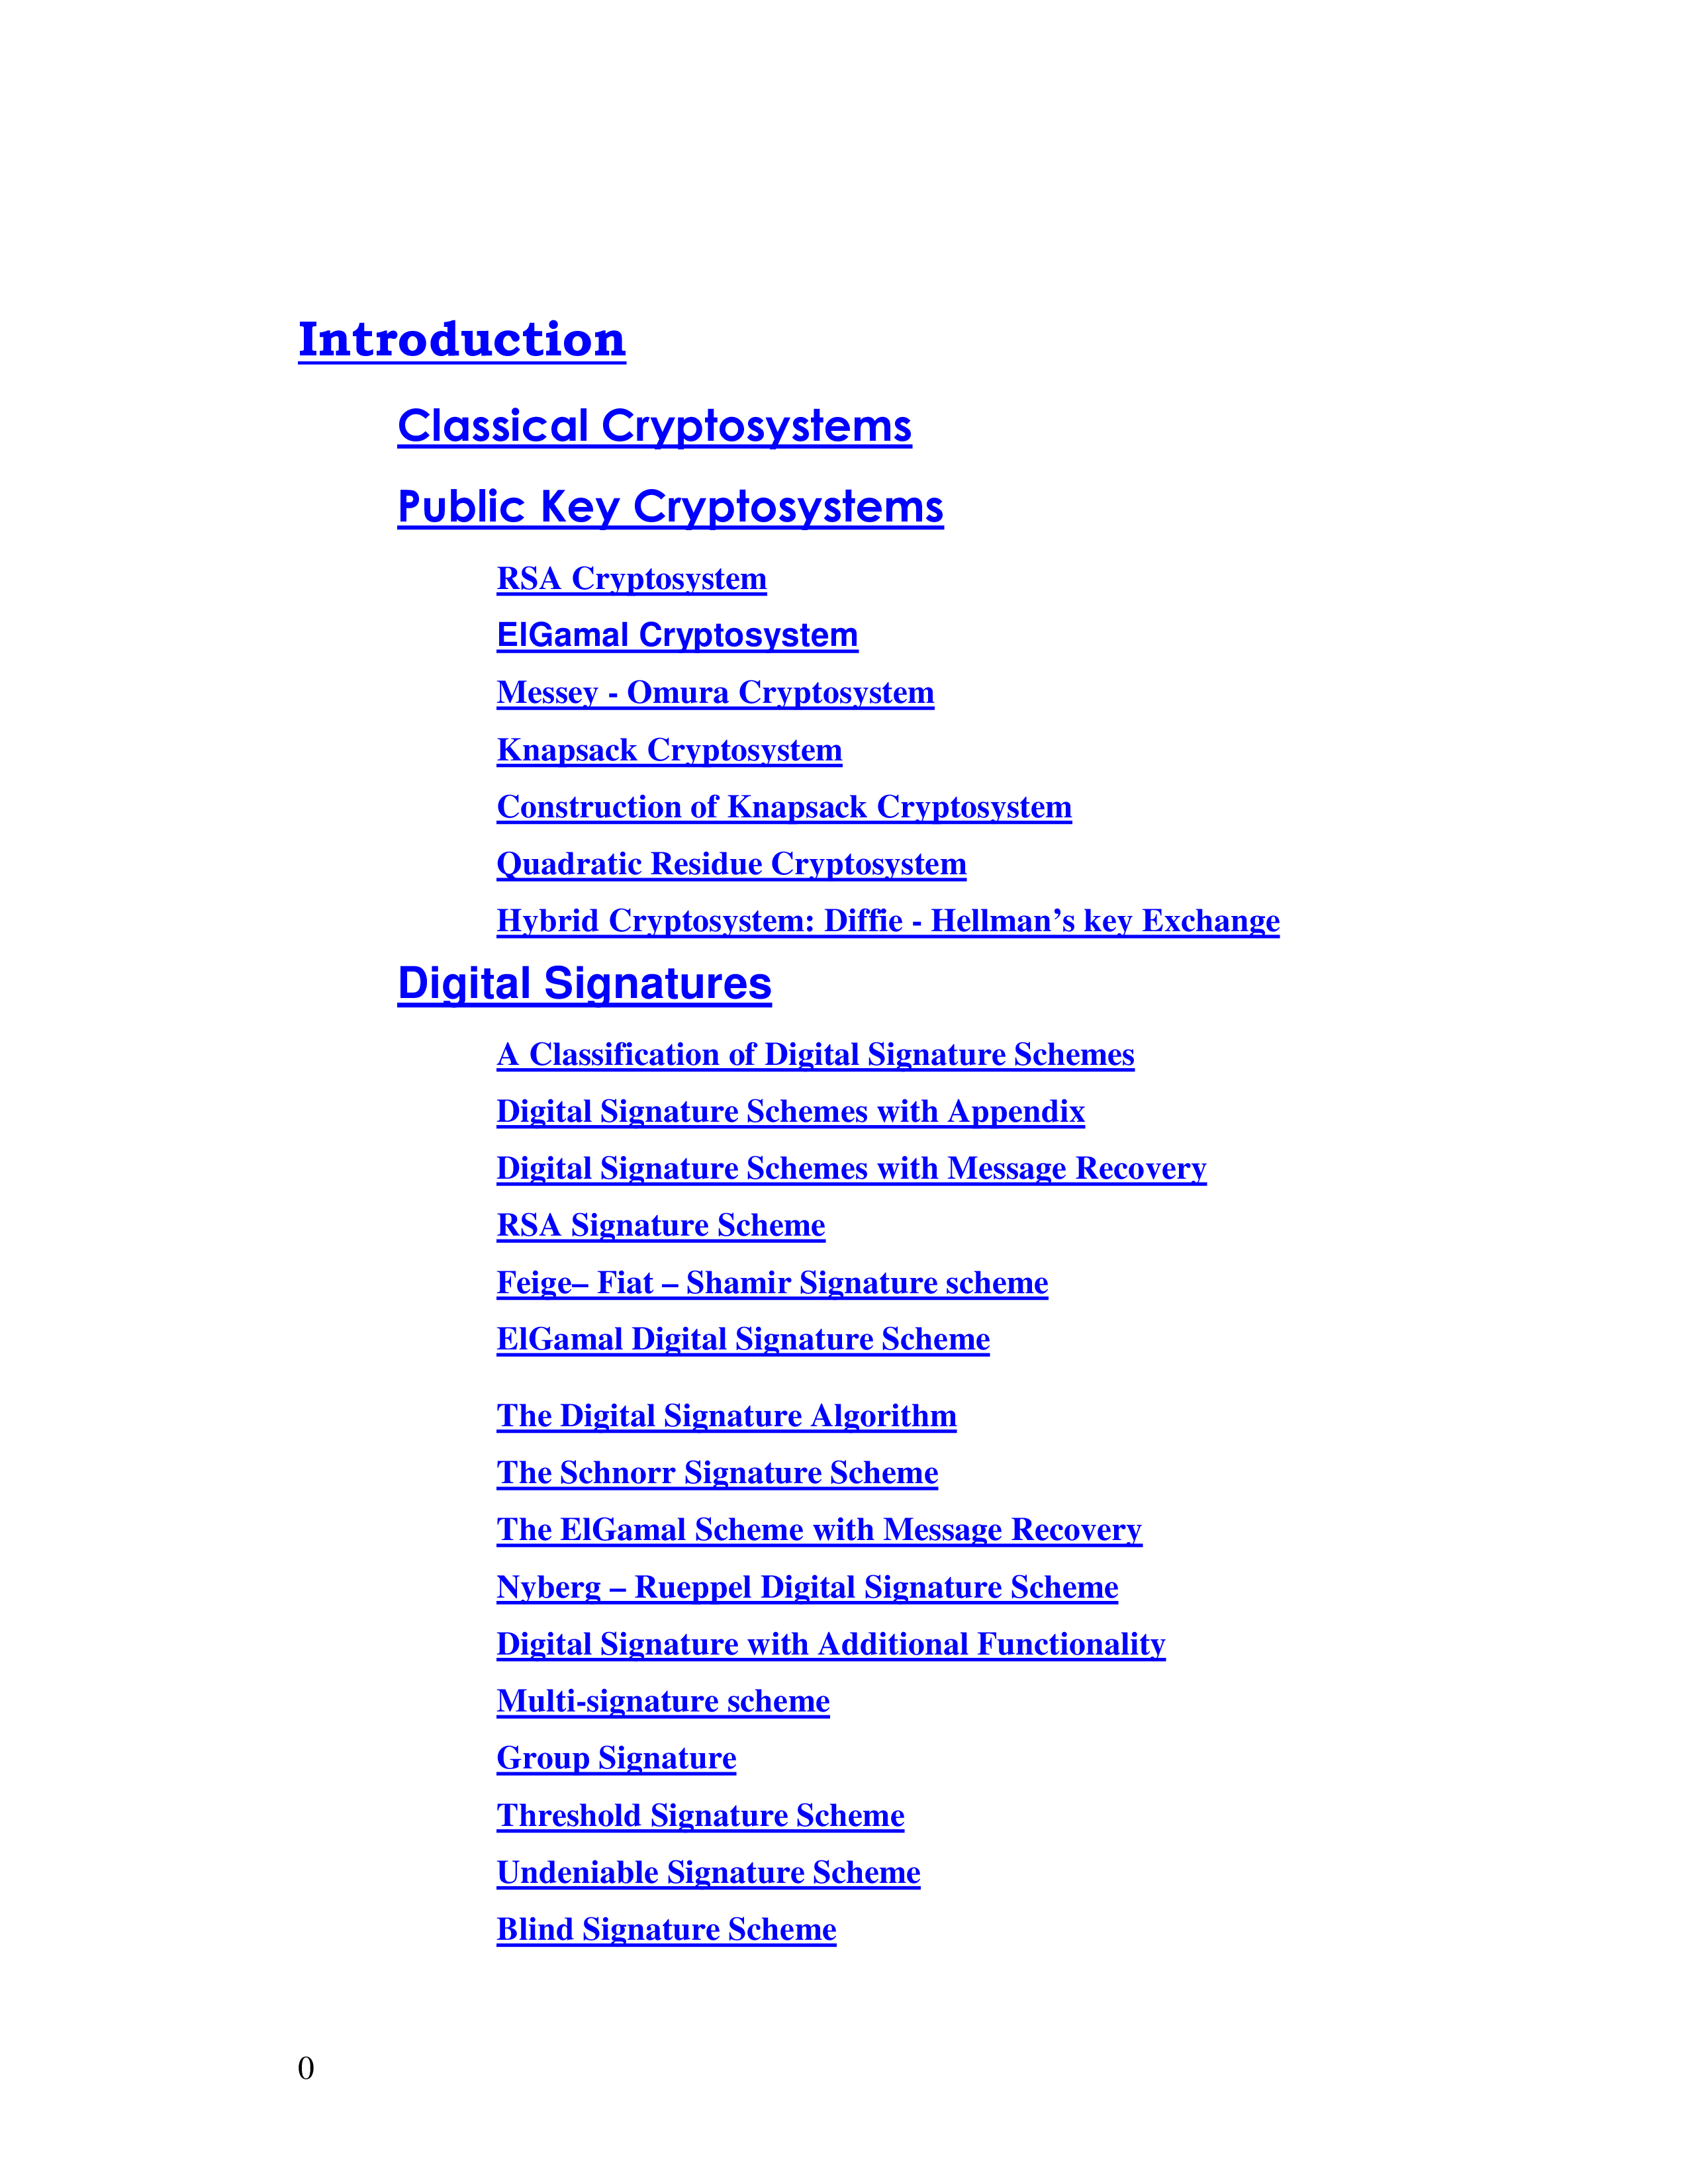 Introduction
Classical Cryptosystems
Public Key Cryptosystems
RSA Cryptosystem
ElGamal Cryptosystem
Messey - Omura Cryptosystem
Knapsack Cryptosystem
Construction of Knapsack Cryptosystem
Quadratic Residue Cryptosystem
Hybrid Cryptosystem: Diffie - Hellman’s key Exchange
Digital Signatures
A Classification of Digital Signature Schemes
Digital Signature Schemes with Appendix
Digital Signature Schemes with Message Recovery
RSA Signature Scheme
Feige– Fiat – Shamir Signature scheme
ElGamal Digital Signature Scheme
The Digital Signature Algorithm
The Schnorr Signature Scheme
The ElGamal Scheme with Message Recovery
Nyberg – Rueppel Digital Signature Scheme
Digital Signature with Additional Functionality
Multi-signature scheme
Group Signature
Threshold Signature Scheme
Undeniable Signature Scheme
Blind Signature Scheme
0